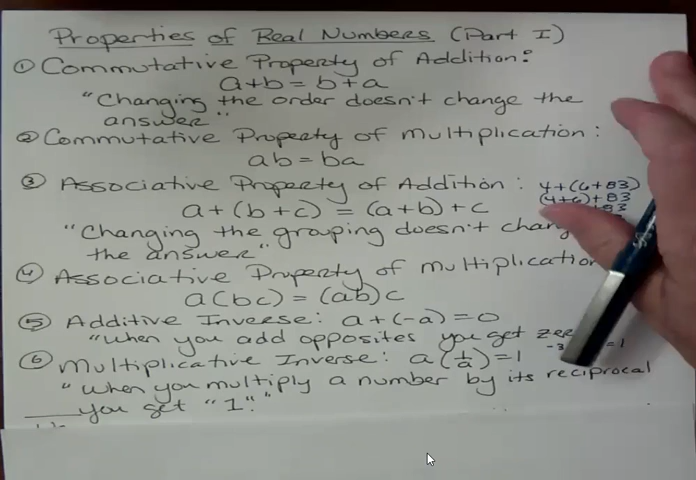 Properties of Real Numbers (Part I)
① Commutative Property of Addition:
a+b = b+a
"Changing the order doesn't change the
answer"
② Commutative Property of multiplication:
ab = ba
③ Associative Property of Addition: 4+(6+83)
(4+6)+83
a+(b+c) = (a+b)+c
"Changing the grouping doesn't
the answer"
④ Associative Property of multiplication
a(bc) = (ab)c
⑤ Additive Inverse: a+(-a)=0
"When you add opposites you get
⑥ Multiplicative Inverse: a(1/a)=1
"When you multiply a number by its reciprocal
you get "1.""